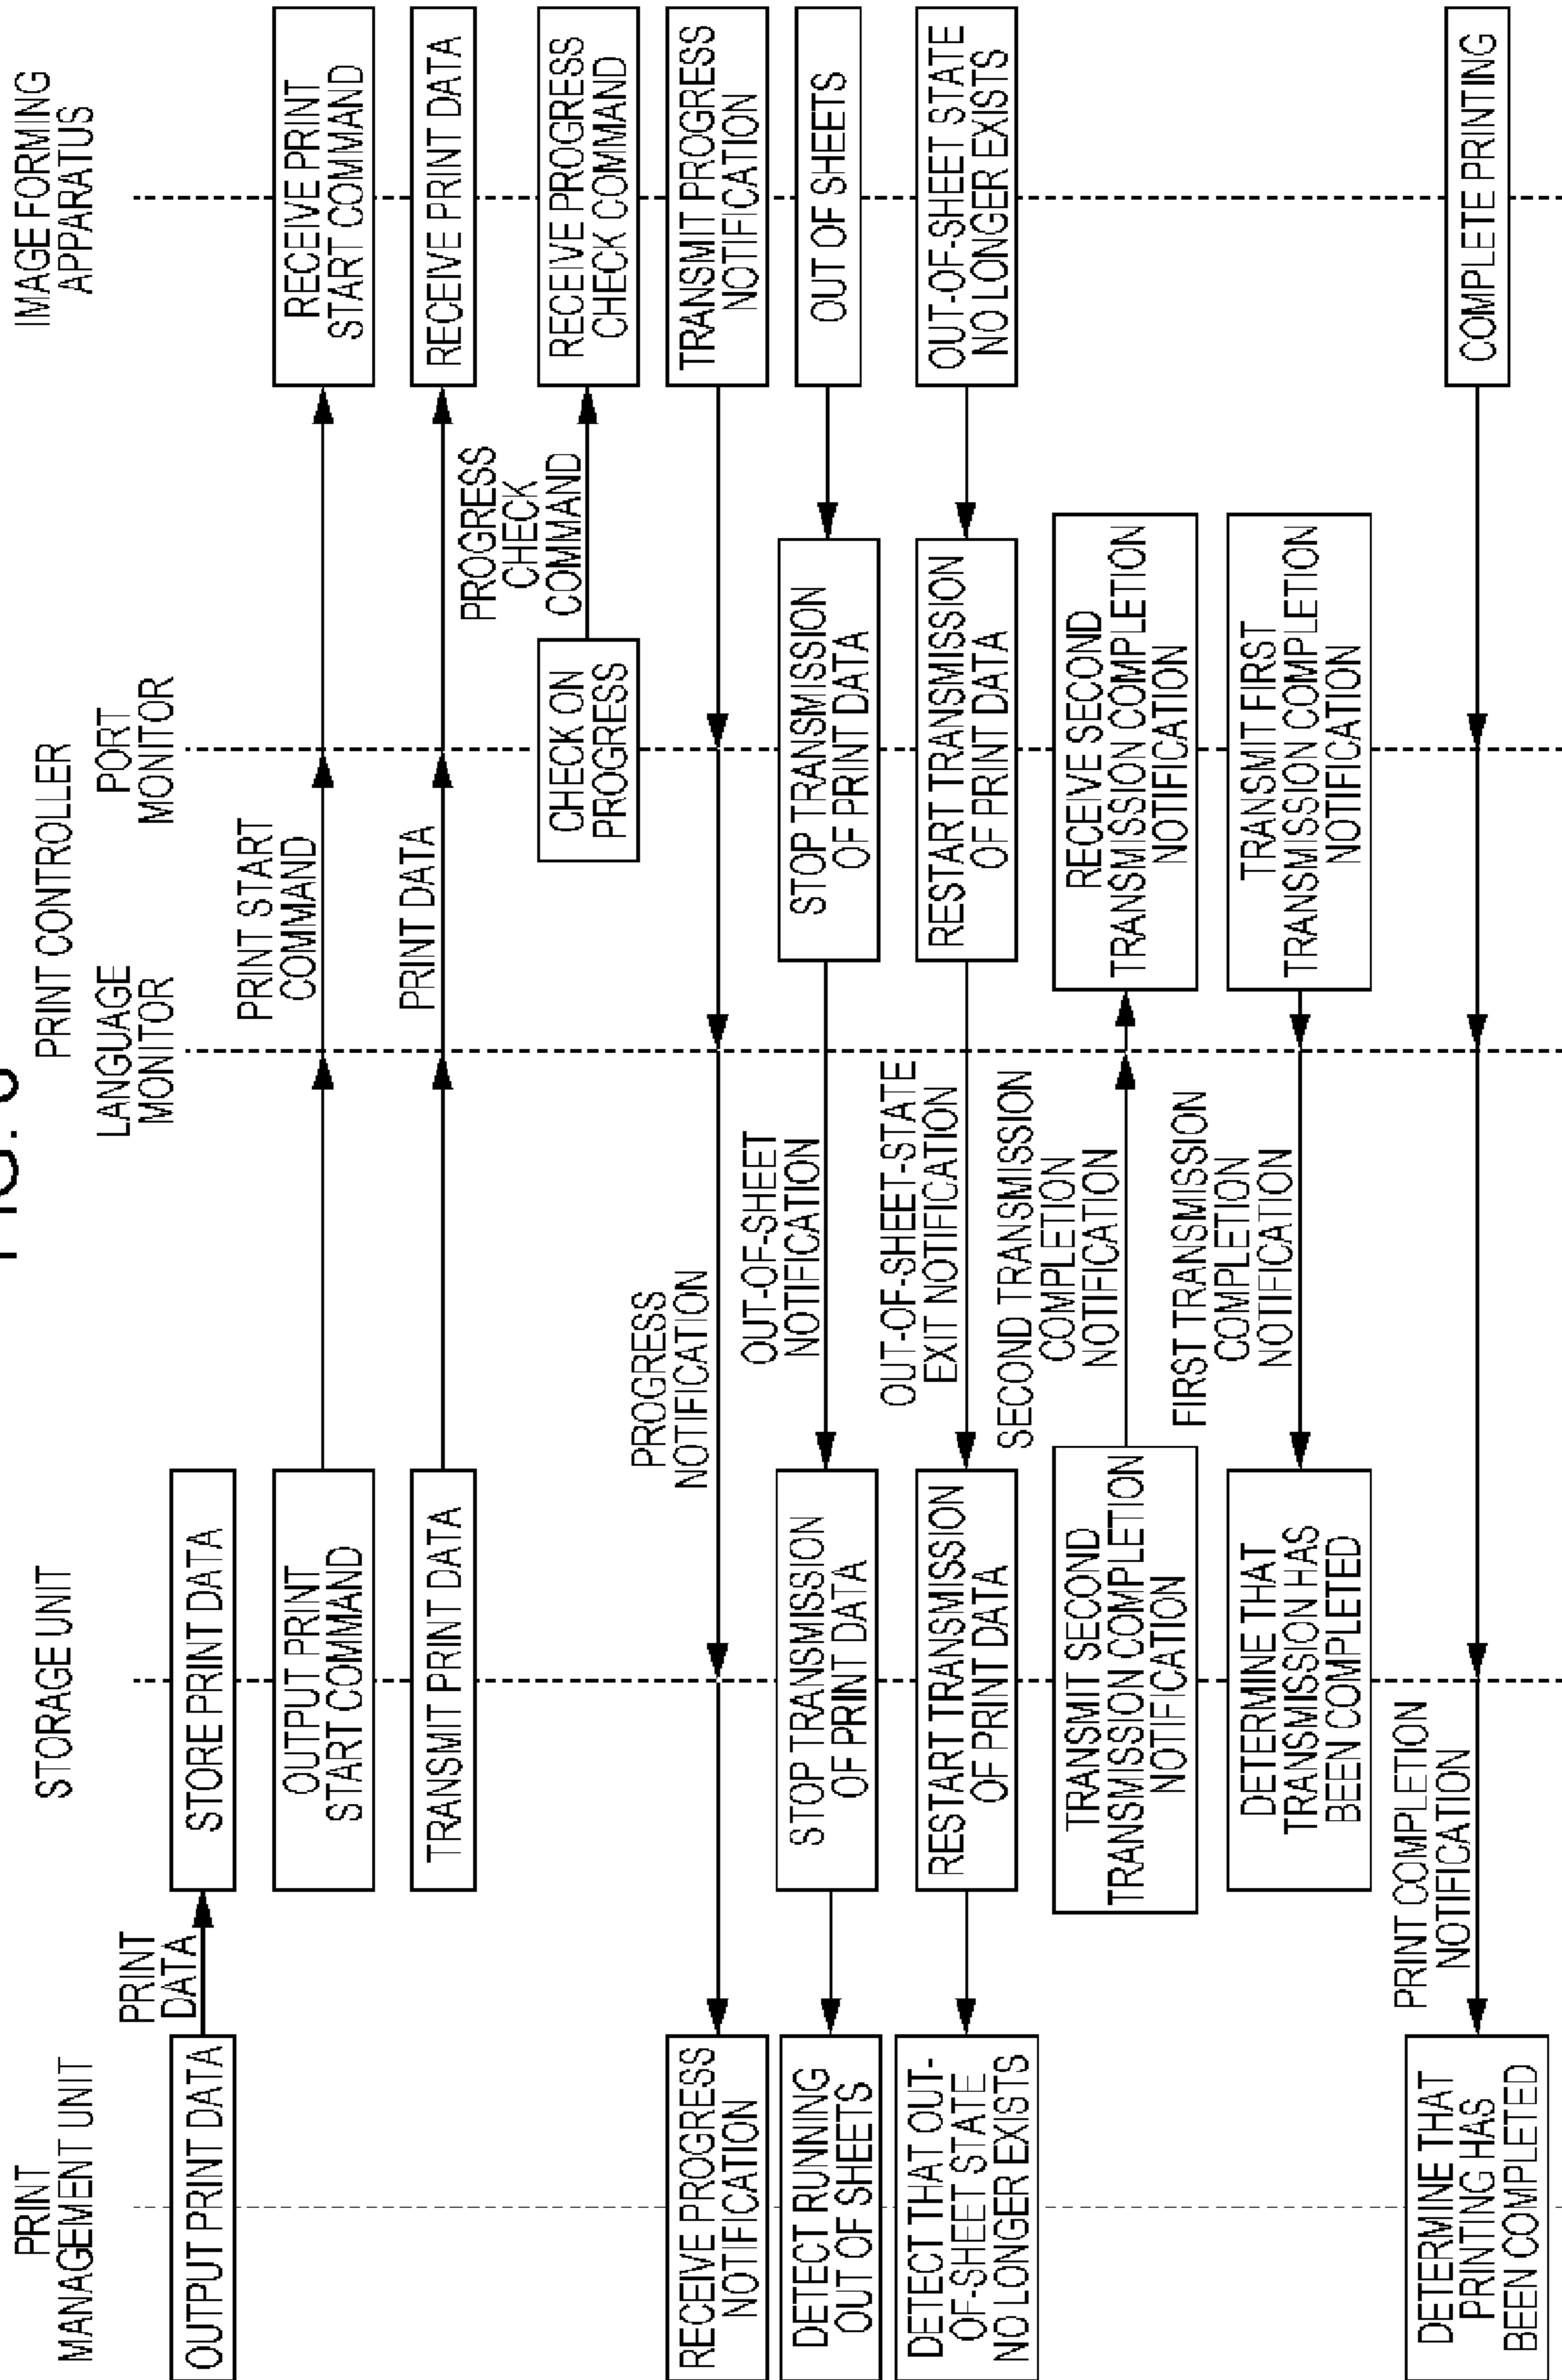 PRINT
MANAGEMENT UNIT
STORAGE UNIT
PRINT CONTROLLER
LANGUAGE
MONITOR
PORT
MONITOR
IMAGE FORMING
APPARATUS
OUTPUT PRINT DATA
PRINT
DATA
STORE PRINT DATA
OUTPUT PRINT
START COMMAND
PRINT START
COMMAND
RECEIVE PRINT
START COMMAND
TRANSMIT PRINT DATA
PRINT DATA
RECEIVE PRINT DATA
CHECK ON
PROGRESS
PROGRESS
CHECK
COMMAND
RECEIVE PROGRESS
CHECK COMMAND
RECEIVE PROGRESS
NOTIFICATION
PROGRESS
NOTIFICATION
TRANSMIT PROGRESS
NOTIFICATION
DETECT RUNNING
OUT OF SHEETS
STOP TRANSMISSION
OF PRINT DATA
OUT-OF-SHEET
NOTIFICATION
STOP TRANSMISSION
OF PRINT DATA
OUT OF SHEETS
DETECT THAT OUT-
OF-SHEET STATE
NO LONGER EXISTS
RESTART TRANSMISSION
OF PRINT DATA
OUT-OF-SHEET-STATE
EXIT NOTIFICATION
RESTART TRANSMISSION
OF PRINT DATA
OUT-OF-SHEET STATE
NO LONGER EXISTS
TRANSMIT SECOND
TRANSMISSION COMPLETION
NOTIFICATION
SECOND TRANSMISSION
COMPLETION
NOTIFICATION
RECEIVE SECOND
TRANSMISSION COMPLETION
NOTIFICATION
DETERMINE THAT
TRANSMISSION HAS
BEEN COMPLETED
FIRST TRANSMISSION
COMPLETION
NOTIFICATION
TRANSMIT FIRST
TRANSMISSION COMPLETION
NOTIFICATION
DETERMINE THAT
PRINTING HAS
BEEN COMPLETED
PRINT COMPLETION
NOTIFICATION
COMPLETE PRINTING